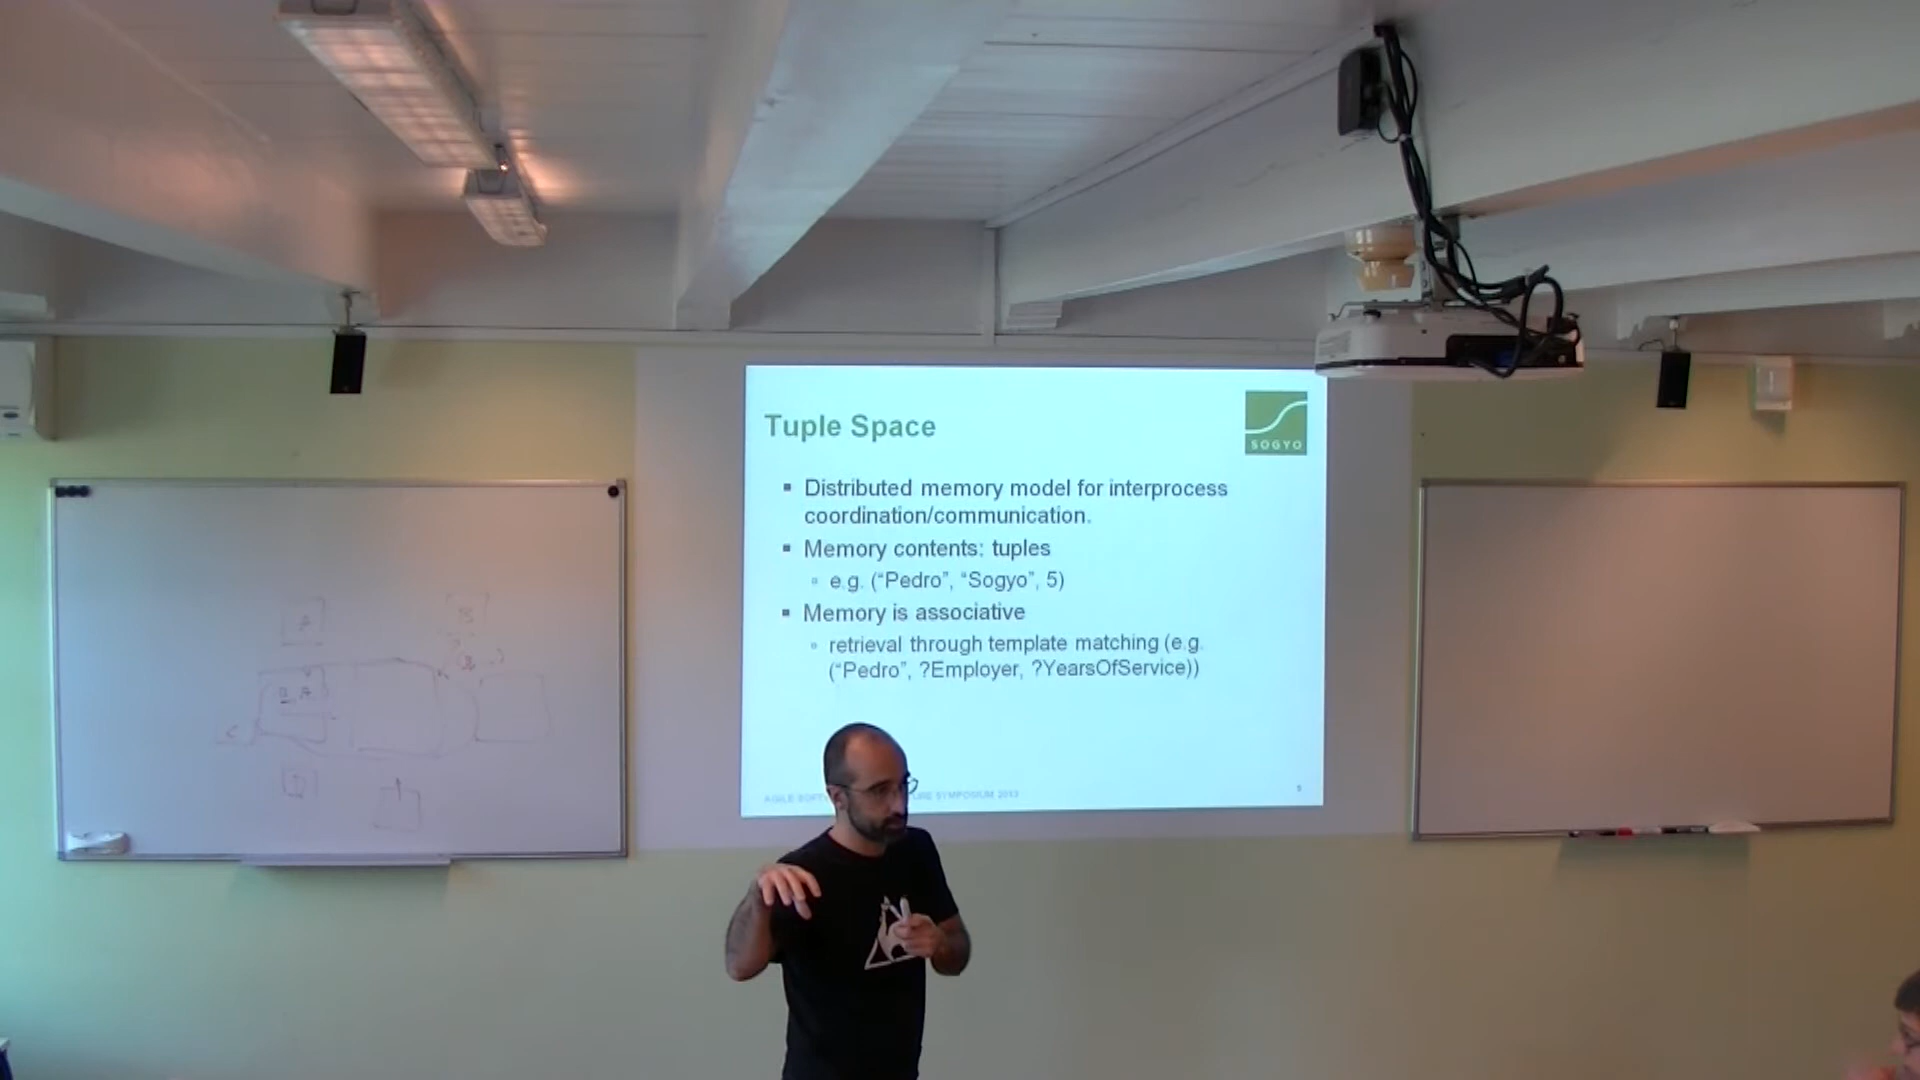 Tuple Space
SOGYO
Distributed memory model for interprocess
coordination/communication.
Memory contents: tuples
e.g. (“Pedro”, “Sogyo”, 5)
Memory is associative
retrieval through template matching (e.g.
(“Pedro”, ?Employer, ?YearsOfService))
AGILE SYMPOSIUM 2013